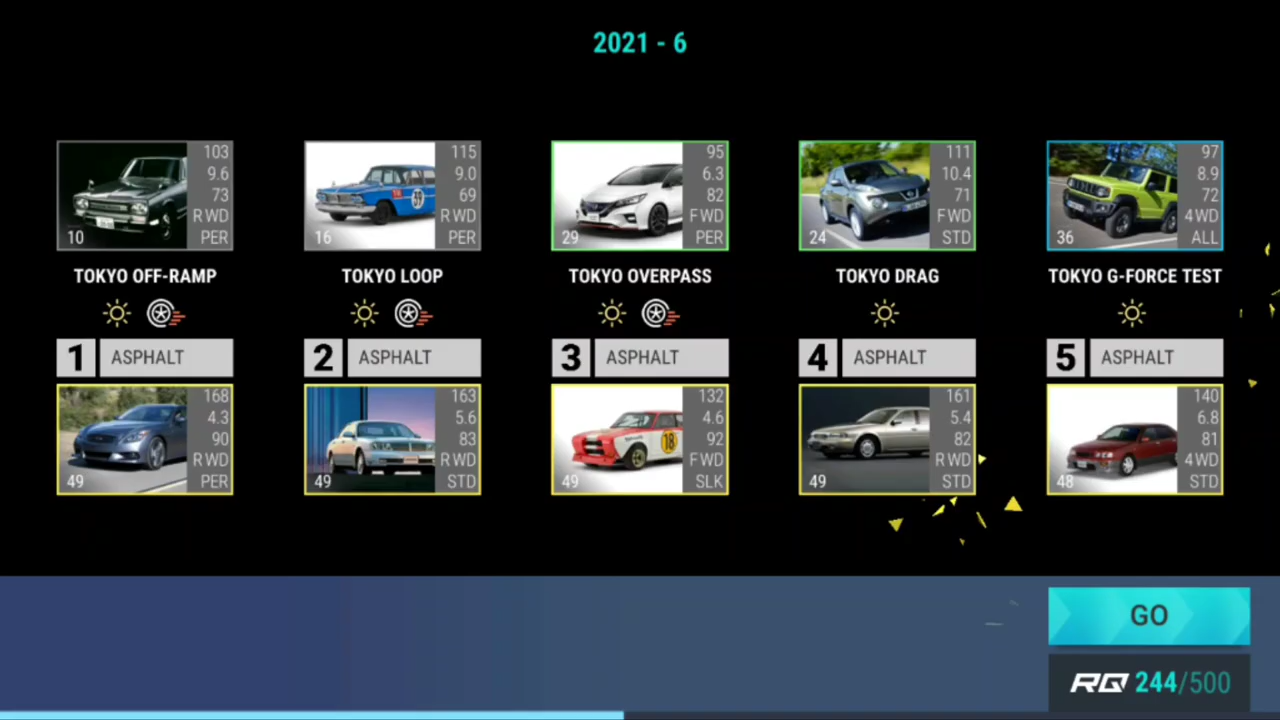 2021 - 6
103
9.6
73
RWD
PER
10
115
9.0
69
RWD
PER
16
95
6.3
82
FWD
PER
29
111
10.4
71
FWD
STD
24
97
8.9
72
4WD
ALL
36
TOKYO OFF-RAMP
TOKYO LOOP
TOKYO OVERPASS
TOKYO DRAG
TOKYO G-FORCE TEST
1 ASPHALT
2 ASPHALT
3 ASPHALT
4 ASPHALT
5 ASPHALT
168
4.3
90
RWD
PER
49
163
5.6
83
RWD
STD
49
132
4.6
92
FWD
SLK
49
18
161
5.4
82
RWD
STD
49
140
6.8
81
4WD
STD
48
GO
RQ 244/500